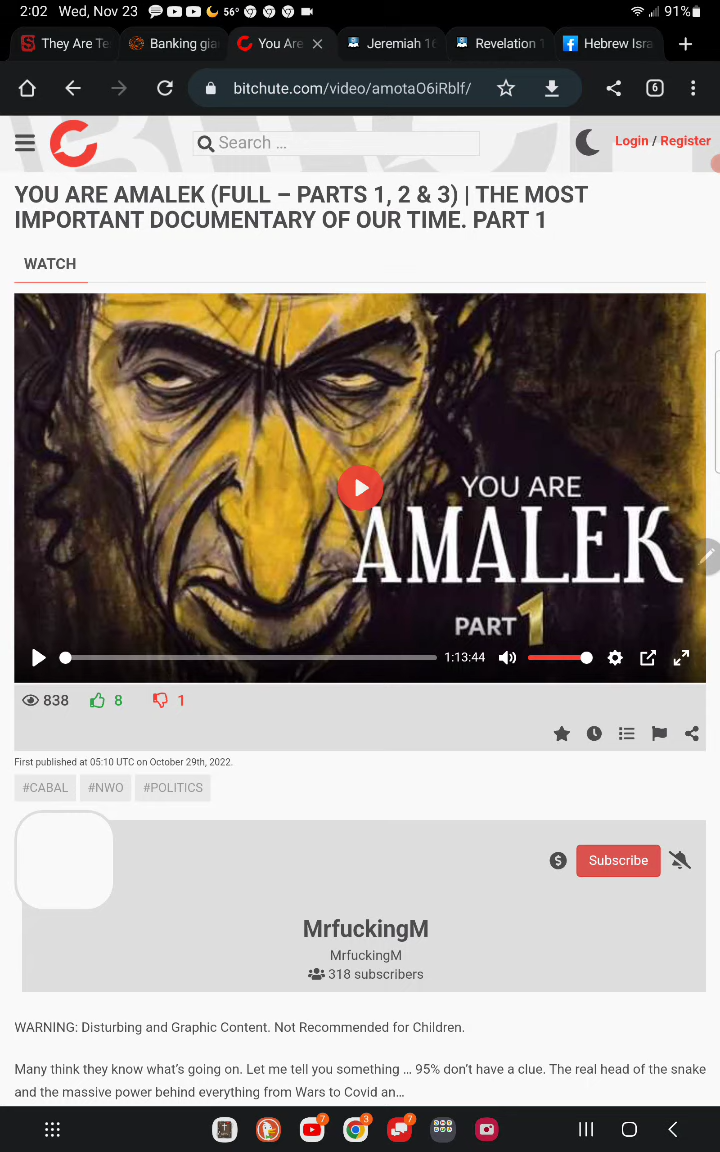 2:02 Wed, Nov 23 56° 91%
They Are Te
Banking gia
You Are
Jeremiah 1
Revelation 1
Hebrew Isra
bitchute.com/video/amotaO6iRblf/
6
Search ...
Login / Register
YOU ARE AMALEK (FULL – PARTS 1, 2 & 3) | THE MOST
IMPORTANT DOCUMENTARY OF OUR TIME. PART 1
WATCH
YOU ARE
AMALEK
PART 1
1:13:44
838 8 1
First published at 05:10 UTC on October 29th, 2022.
#CABAL #NWO #POLITICS
Subscribe
MrfuckingM
MrfuckingM
318 subscribers
WARNING: Disturbing and Graphic Content. Not Recommended for Children.
Many think they know what's going on. Let me tell you something ... 95% don't have a clue. The real head of the snake
and the massive power behind everything from Wars to Covid an...
7 3 7